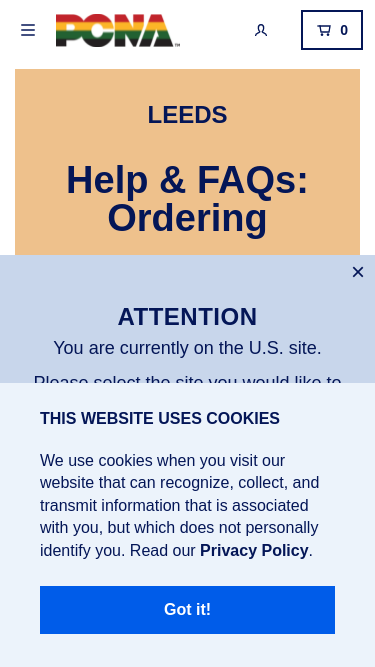 PONA™
0
LEEDS
Help & FAQs:
Ordering
×
ATTENTION
You are currently on the U.S. site.
Please select the site you would like to
THIS WEBSITE USES COOKIES
We use cookies when you visit our
website that can recognize, collect, and
transmit information that is associated
with you, but which does not personally
identify you. Read our Privacy Policy.
Got it!